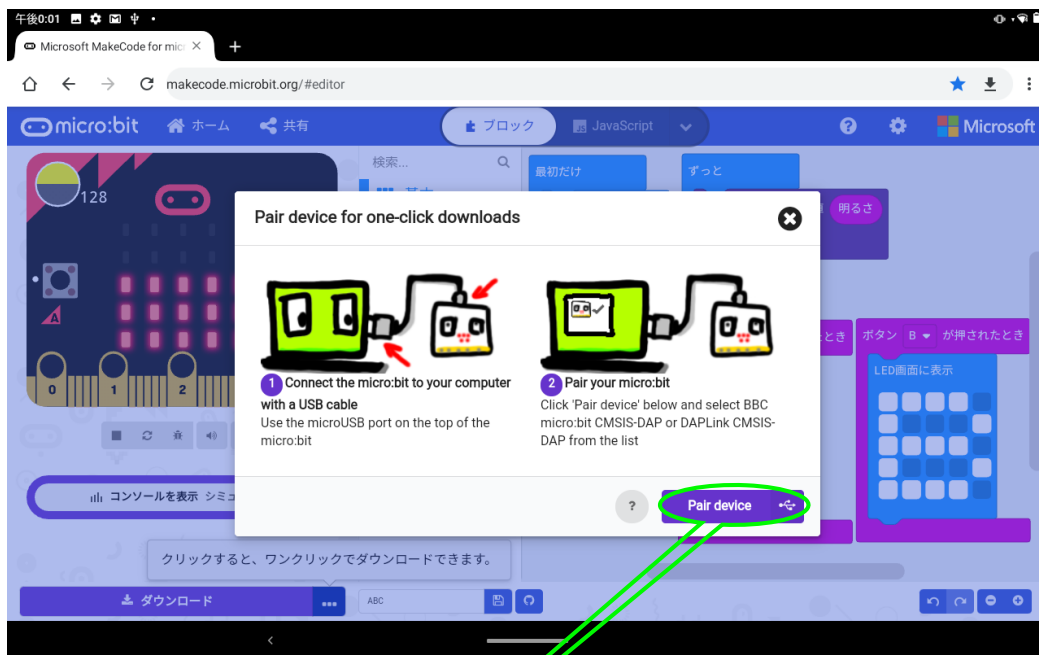 午後0:01
Microsoft MakeCode for mic
makecode.microbit.org/#editor
micro:bit
ホーム
共有
ブロック
JavaScript
Microsoft
128
検索...
最初だけ
ずっと
明るさ
Pair device for one-click downloads
1 Connect the micro:bit to your computer
with a USB cable
Use the microUSB port on the top of the
micro:bit
2 Pair your micro:bit
Click 'Pair device' below and select BBC
micro:bit CMSIS-DAP or DAPLink CMSIS-
DAP from the list
? Pair device
A
0 1 2
とき
ボタン B が押されたとき
LED画面に表示
コンソールを表示 シミュ
クリックすると、ワンクリックでダウンロードできます。
ダウンロード
ABC